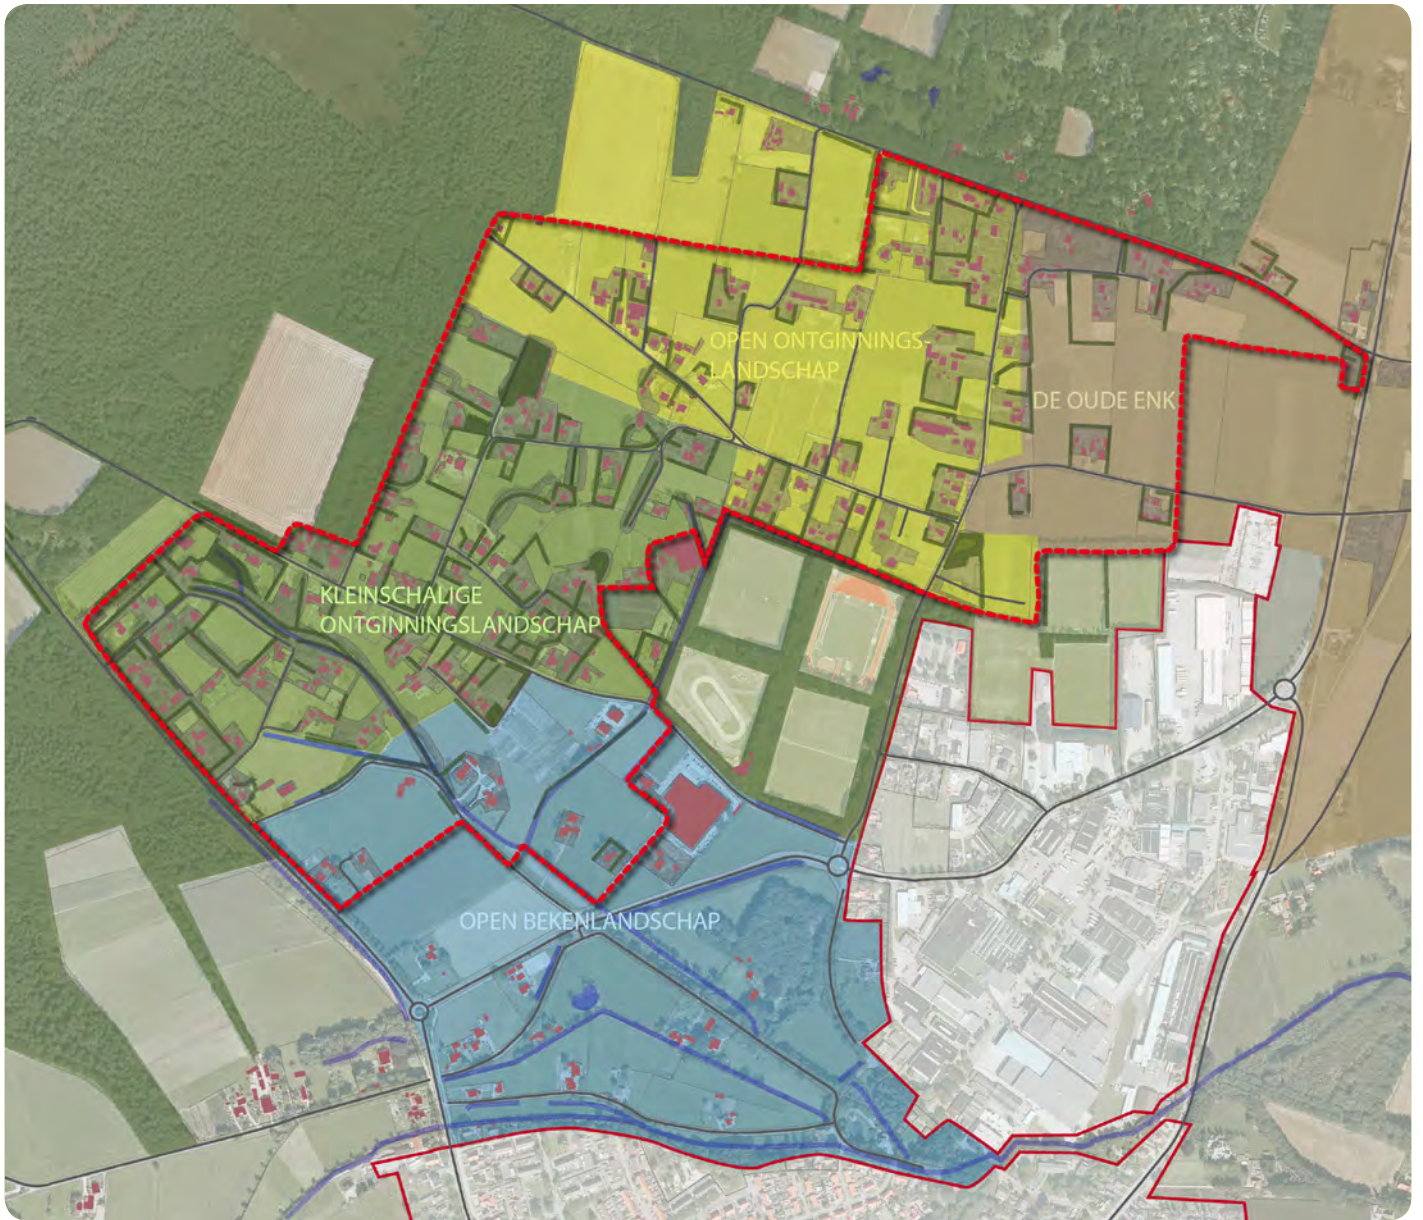 OPEN ONTGINNINGS-
LANDSCHAP
DE OUDE ENK
KLEINSCHALIGE
ONTGINNINGSLANDSCHAP
OPEN BEKENLANDSCHAP